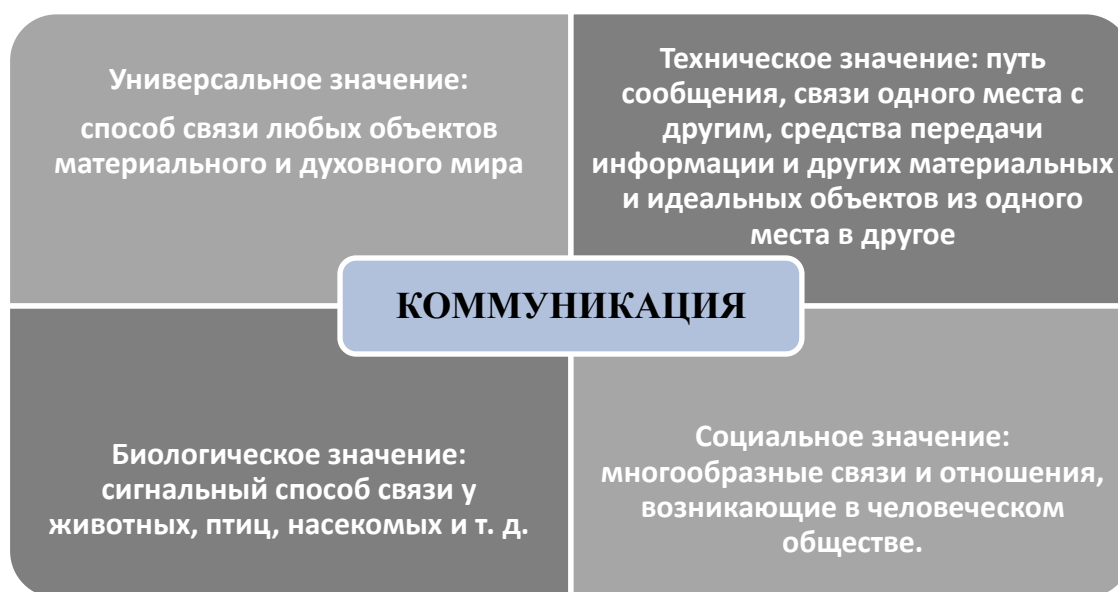 Универсальное значение:
способ связи любых объектов
материального и духовного мира
Техническое значение: путь
сообщения, связи одного места с
другим, средства передачи
информации и других материальных
и идеальных объектов из одного
места в другое
КОММУНИКАЦИЯ
Биологическое значение:
сигнальный способ связи у
животных, птиц, насекомых и т. д.
Социальное значение:
многообразные связи и отношения,
возникающие в человеческом
обществе.